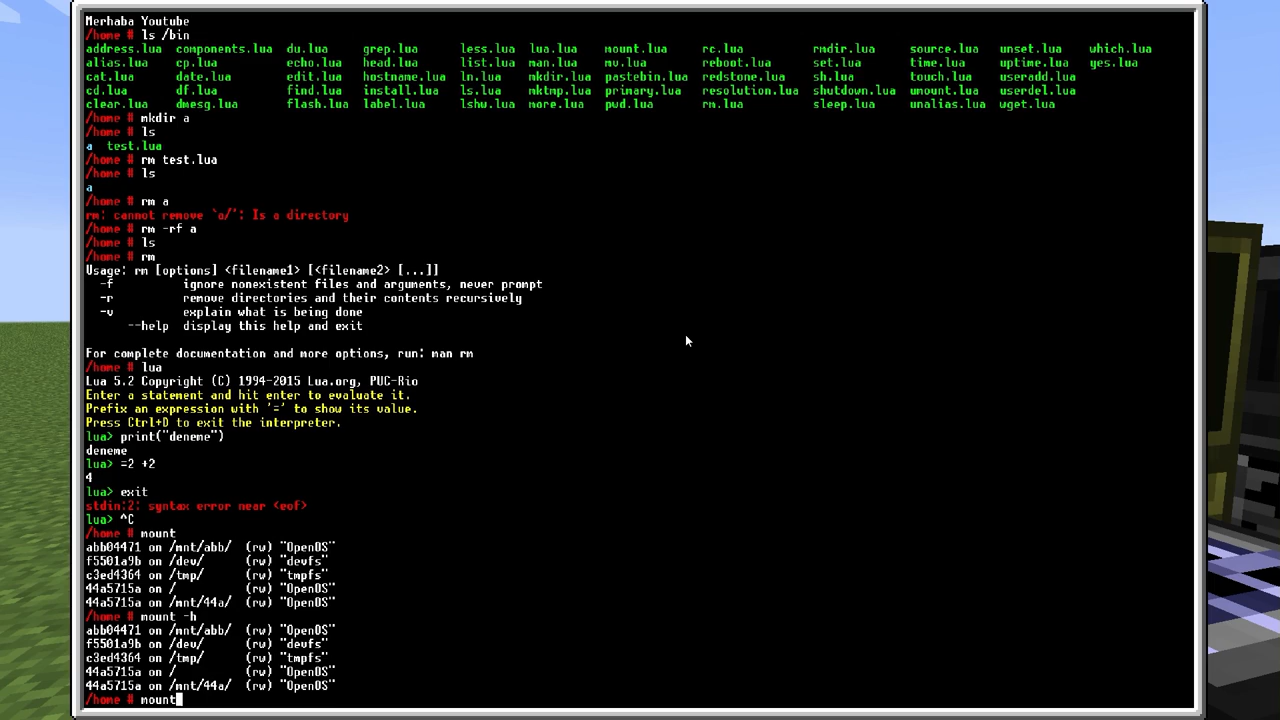 Merhaba Youtube
/home # ls /bin
address.lua components.lua du.lua grep.lua less.lua lua.lua mount.lua rc.lua rmdir.lua source.lua unset.lua which.lua
alias.lua cp.lua echo.lua head.lua list.lua man.lua mv.lua reboot.lua set.lua time.lua uptime.lua yes.lua
cat.lua date.lua edit.lua hostname.lua ln.lua mkdir.lua pastebin.lua redstone.lua sh.lua touch.lua useradd.lua
cd.lua df.lua find.lua install.lua ls.lua mktmp.lua primary.lua resolution.lua shutdown.lua umount.lua userdel.lua
clear.lua dmesg.lua flash.lua label.lua lshw.lua more.lua pwd.lua rm.lua sleep.lua unalias.lua wget.lua
/home # mkdir a
/home # ls
a test.lua
/home # rm test.lua
/home # ls
a
/home # rm a
rm: cannot remove `a/': Is a directory
/home # rm -rf a
/home # ls
/home # rm
Usage: rm [options] <filename1> [<filename2> [...]]
-f ignore nonexistent files and arguments, never prompt
-r remove directories and their contents recursively
-v explain what is being done
--help display this help and exit
For complete documentation and more options, run: man rm
/home # lua
Lua 5.2 Copyright (C) 1994-2015 Lua.org, PUC-Rio
Enter a statement and hit enter to evaluate it.
Prefix an expression with '=' to show its value.
Press Ctrl+D to exit the interpreter.
lua> print("deneme")
deneme
lua> =2 +2
4
lua> exit
stdin:2: syntax error near <eof>
lua> ^C
/home # mount
abb04471 on /mnt/abb/ (rw) "OpenOS"
f5501a9b on /dev/ (rw) "devfs"
c3ed4364 on /tmp/ (rw) "tmpfs"
44a5715a on / (rw) "OpenOS"
44a5715a on /mnt/44a/ (rw) "OpenOS"
/home # mount -h
abb04471 on /mnt/abb/ (rw) "OpenOS"
f5501a9b on /dev/ (rw) "devfs"
c3ed4364 on /tmp/ (rw) "tmpfs"
44a5715a on / (rw) "OpenOS"
44a5715a on /mnt/44a/ (rw) "OpenOS"
/home # mount